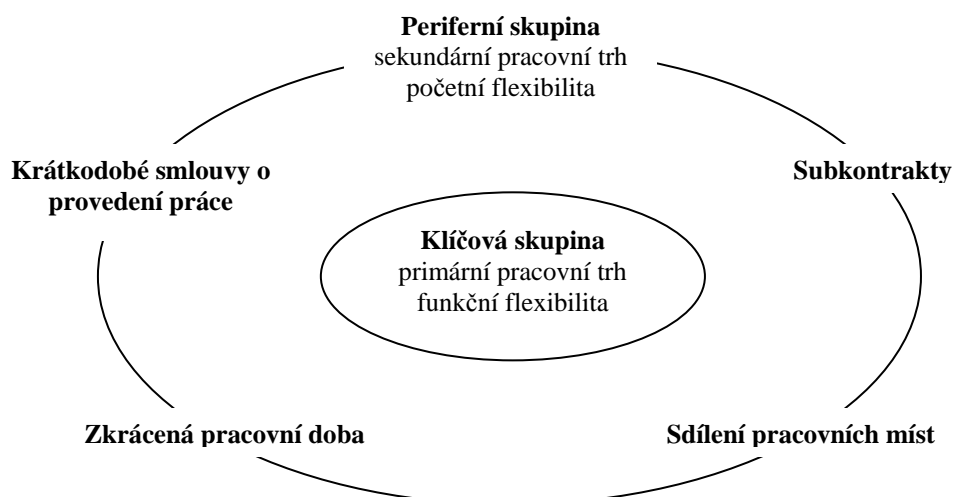 Periferní skupina
sekundární pracovní trh
početní flexibilita
Krátkodobé smlouvy o
provedení práce
Subkontrakty
Klíčová skupina
primární pracovní trh
funkční flexibilita
Zkrácená pracovní doba
Sdílení pracovních míst